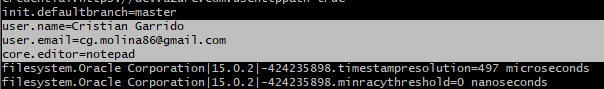 init.defaultbranch=master
user.name=Cristian Garrido
user.email=cg.molina86@gmail.com
core.editor=notepad
filesystem.Oracle Corporation|15.0.2|-424235898.timestampresolution=497 microseconds
filesystem.Oracle Corporation|15.0.2|-424235898.minracythreshold=0 nanoseconds